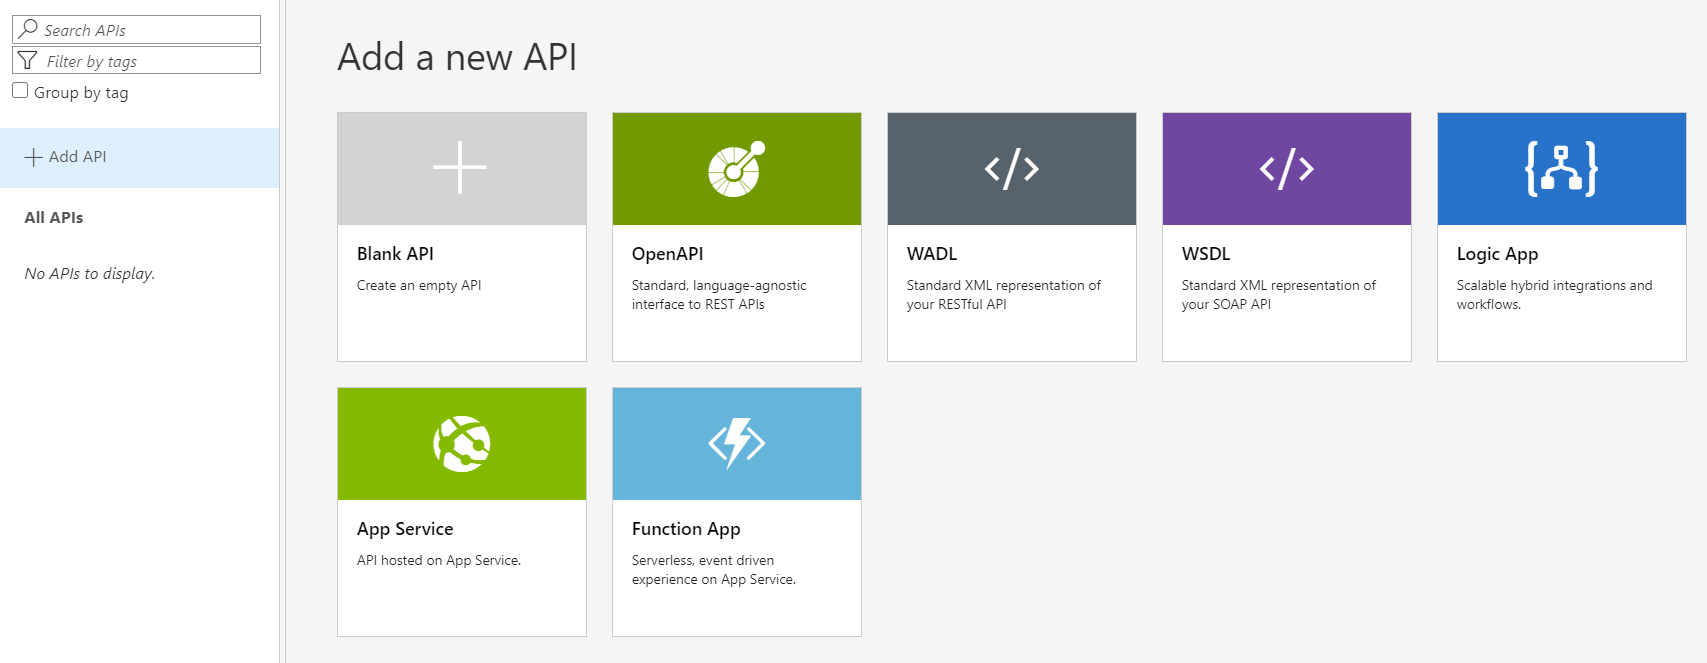 Search APIs
Filter by tags
Group by tag
Add API
All APIs
No APIs to display.
Add a new API
Blank API
Create an empty API
OpenAPI
Standard, language-agnostic
interface to REST APIs
WADL
Standard XML representation of
your RESTful API
WSDL
Standard XML representation of
your SOAP API
Logic App
Scalable hybrid integrations and
workflows.
App Service
API hosted on App Service.
Function App
Serverless, event driven
experience on App Service.